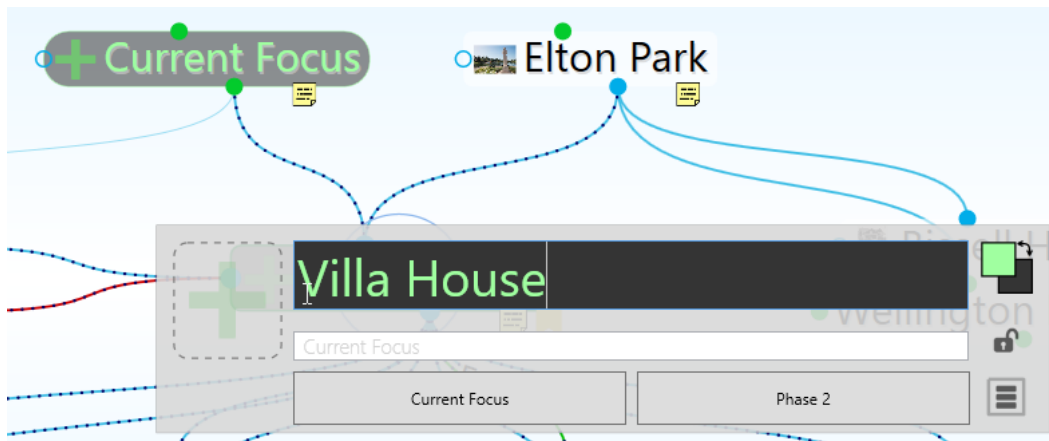 Current Focus
Elton Park
Villa House
Wellington
Current Focus
Current Focus
Phase 2